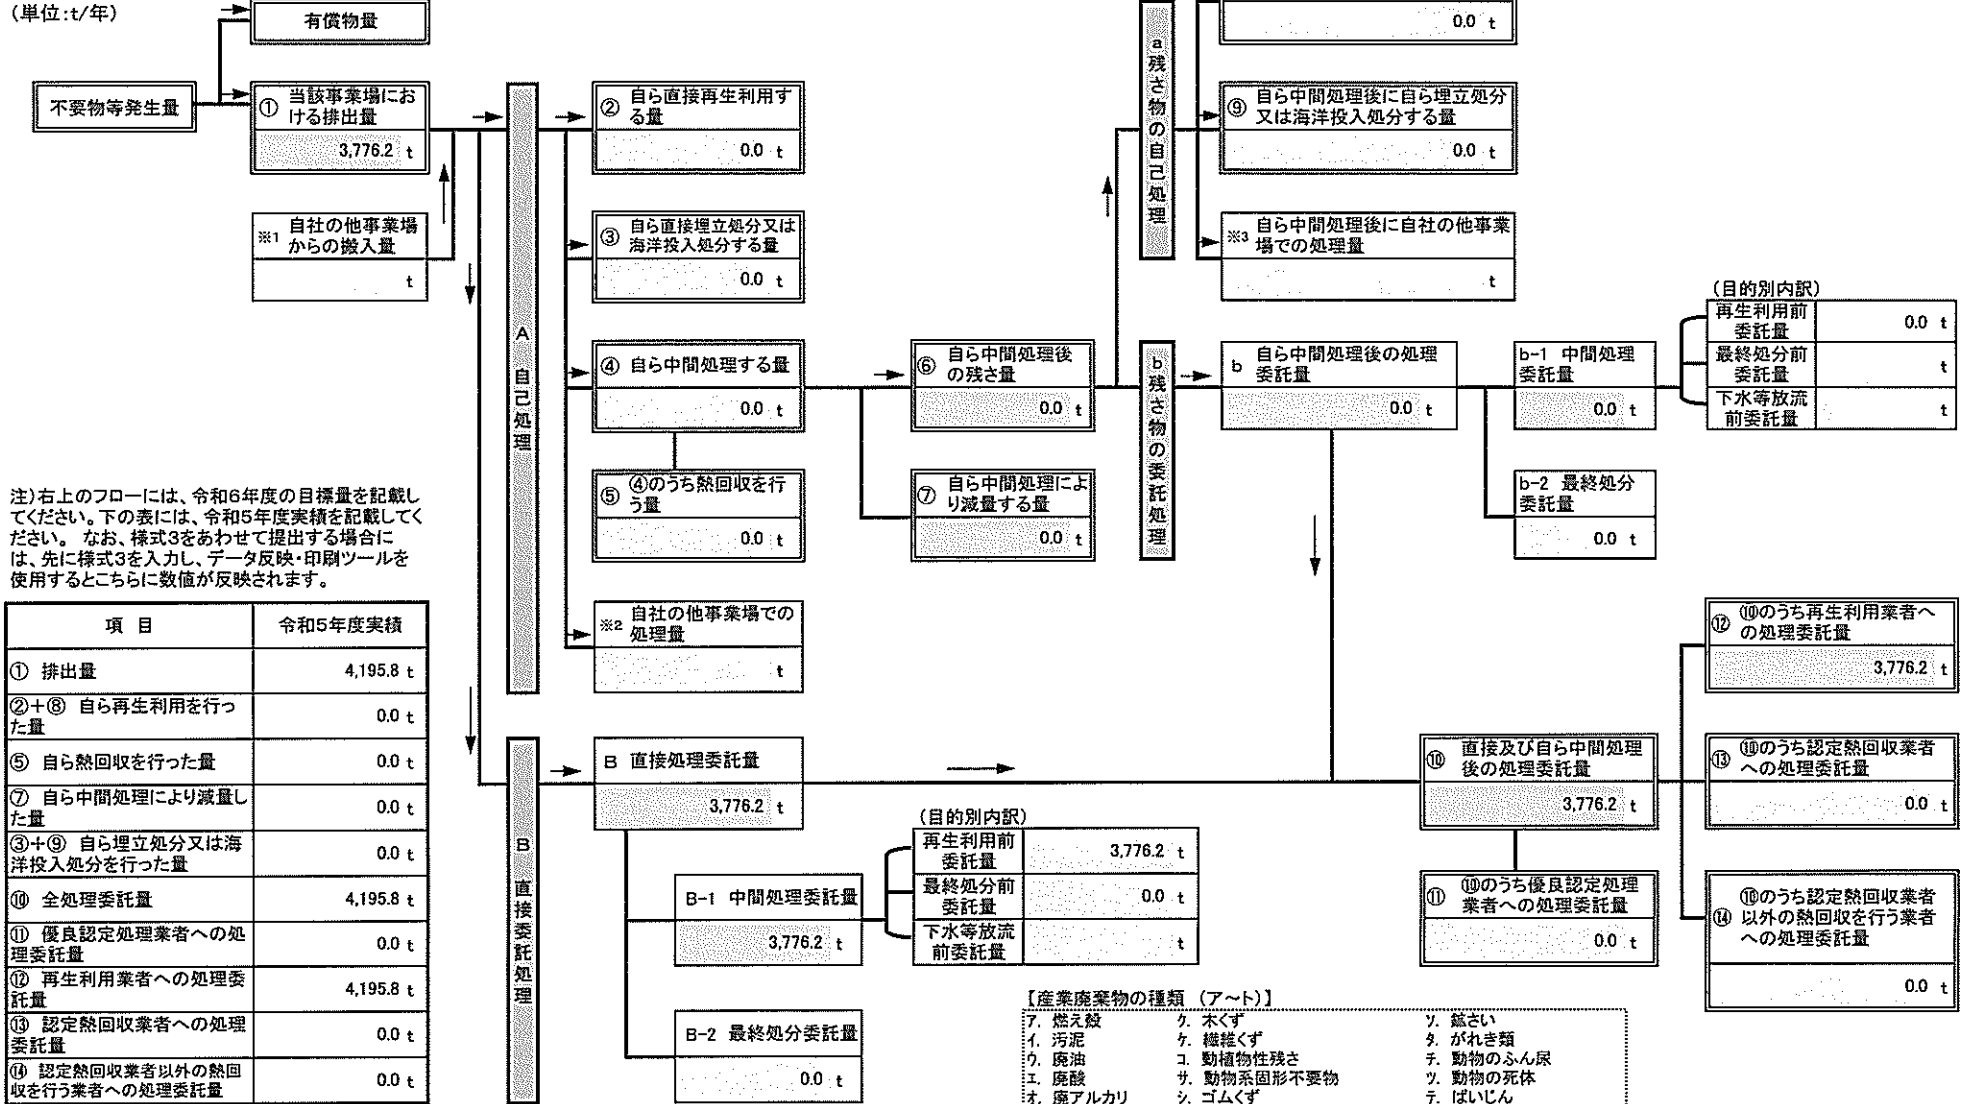 (単位:t/年)
有償物量
不要物等発生量
① 当該事業場にお
ける排出量
3,776.2 t
※1 自社の他事業場
からの搬入量
t
A 自己処理
② 自ら直接再生利用す
る量
0.0 t
③ 自ら直接埋立処分又は
海洋投入処分する量
0.0 t
④ 自ら中間処理する量
0.0 t
⑤ ④のうち熱回収を行
う量
0.0 t
※2 自社の他事業場での
処理量
t
⑥ 自ら中間処理後
の残さ量
0.0 t
⑦ 自ら中間処理によ
り減量する量
0.0 t
a残さ物の自己処理
0.0 t
⑨ 自ら中間処理後に自ら埋立処分
又は海洋投入処分する量
0.0 t
※3 自ら中間処理後に自社の他事業
場での処理量
t
b残さ物の委託処理
b 自ら中間処理後の処理
委託量
0.0 t
b-1 中間処理
委託量
0.0 t
(目的別内訳)
再生利用前
委託量
0.0 t
最終処分前
委託量
t
下水等放流
前委託量
t
b-2 最終処分
委託量
0.0 t
注)右上のフローには、令和6年度の目標量を記載し
てください。下の表には、令和5年度実績を記載してく
ださい。 なお、様式3をあわせて提出する場合に
は、先に様式3を入力し、データ反映・印刷ツールを
使用するとこちらに数値が反映されます。
項 目 令和5年度実績
① 排出量 4,195.8 t
②+⑧ 自ら再生利用を行っ
た量 0.0 t
⑤ 自ら熱回収を行った量 0.0 t
⑦ 自ら中間処理により減量し
た量 0.0 t
③+⑨ 自ら埋立処分又は海
洋投入処分を行った量 0.0 t
⑩ 全処理委託量 4,195.8 t
⑪ 優良認定処理業者への処
理委託量 0.0 t
⑫ 再生利用業者への処理委
託量 4,195.8 t
⑬ 認定熱回収業者への処理
委託量 0.0 t
⑭ 認定熱回収業者以外の熱回
収を行う業者への処理委託量 0.0 t
B 直接委託処理
B 直接処理委託量
3,776.2 t
B-1 中間処理委託量
3,776.2 t
(目的別内訳)
再生利用前
委託量
3,776.2 t
最終処分前
委託量
0.0 t
下水等放流
前委託量
t
B-2 最終処分委託量
0.0 t
⑩ 直接及び自ら中間処理
後の処理委託量
3,776.2 t
⑪ ⑩のうち優良認定処理
業者への処理委託量
0.0 t
⑫ ⑩のうち再生利用業者へ
の処理委託量
3,776.2 t
⑬ ⑩のうち認定熱回収業者
への処理委託量
0.0 t
⑭ ⑩のうち認定熱回収業者
以外の熱回収を行う業者
への処理委託量
0.0 t
【産業廃棄物の種類 (ア~ト)】
ア. 燃え殻 ク. 木くず ソ. 鉱さい
イ. 汚泥 ケ. 繊維くず タ. がれき類
ウ. 廃油 コ. 動植物性残さ チ. 動物のふん尿
エ. 廃酸 サ. 動物系固形不要物 ツ. 動物の死体
オ. 廃アルカリ シ. ゴムくず テ. ばいじん